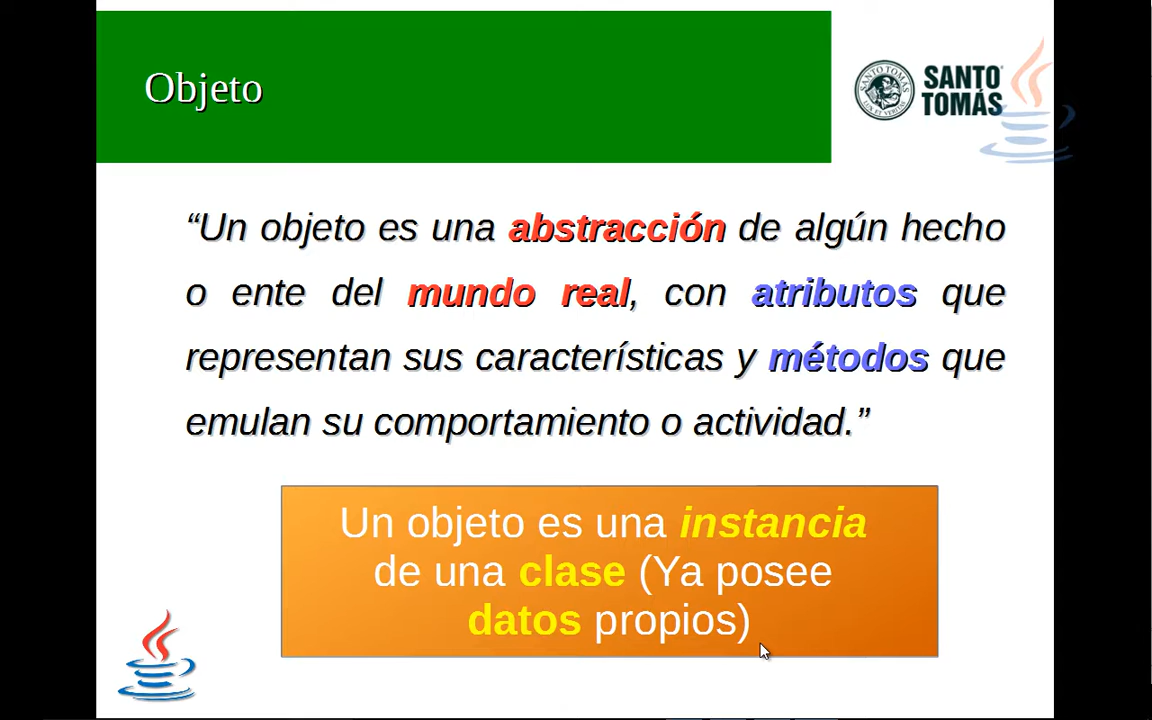 Objeto
SANTO
TOMÁS
“Un objeto es una abstracción de algún hecho
o ente del mundo real, con atributos que
representan sus características y métodos que
emulan su comportamiento o actividad.”
Un objeto es una instancia
de una clase (Ya posee
datos propios)